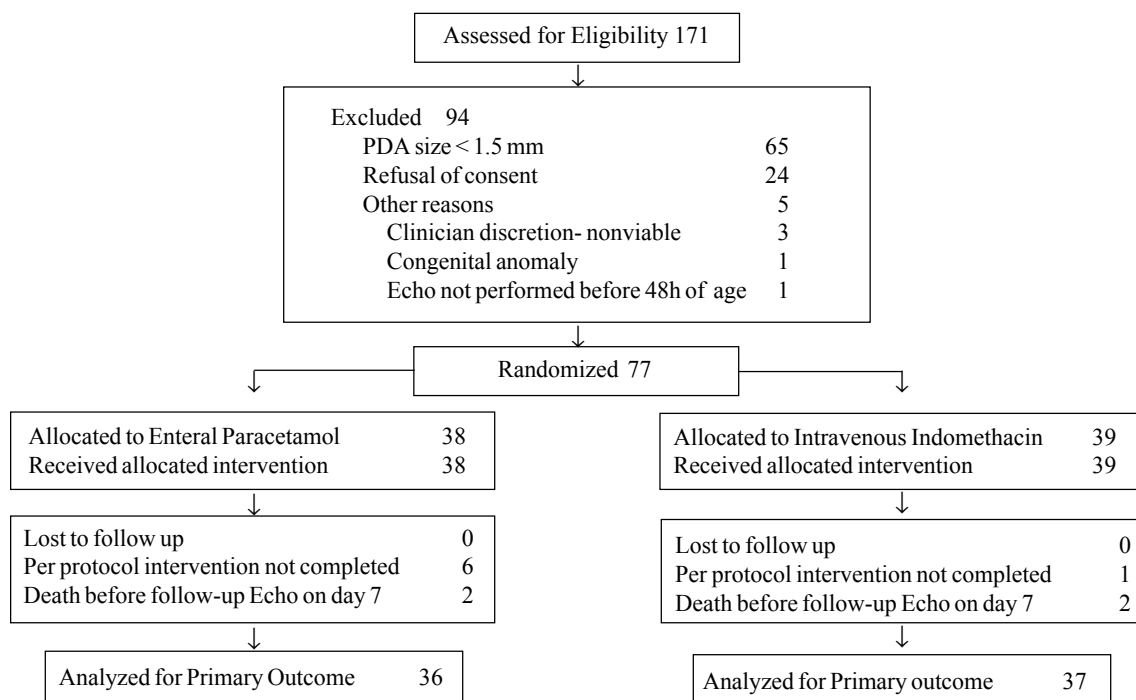 Assessed for Eligibility 171
Excluded 94
PDA size < 1.5 mm 65
Refusal of consent 24
Other reasons 5
Clinician discretion- nonviable 3
Congenital anomaly 1
Echo not performed before 48h of age 1
Randomized 77
Allocated to Enteral Paracetamol 38
Received allocated intervention 38
Allocated to Intravenous Indomethacin 39
Received allocated intervention 39
Lost to follow up 0
Per protocol intervention not completed 6
Death before follow-up Echo on day 7 2
Lost to follow up 0
Per protocol intervention not completed 1
Death before follow-up Echo on day 7 2
Analyzed for Primary Outcome 36
Analyzed for Primary outcome 37